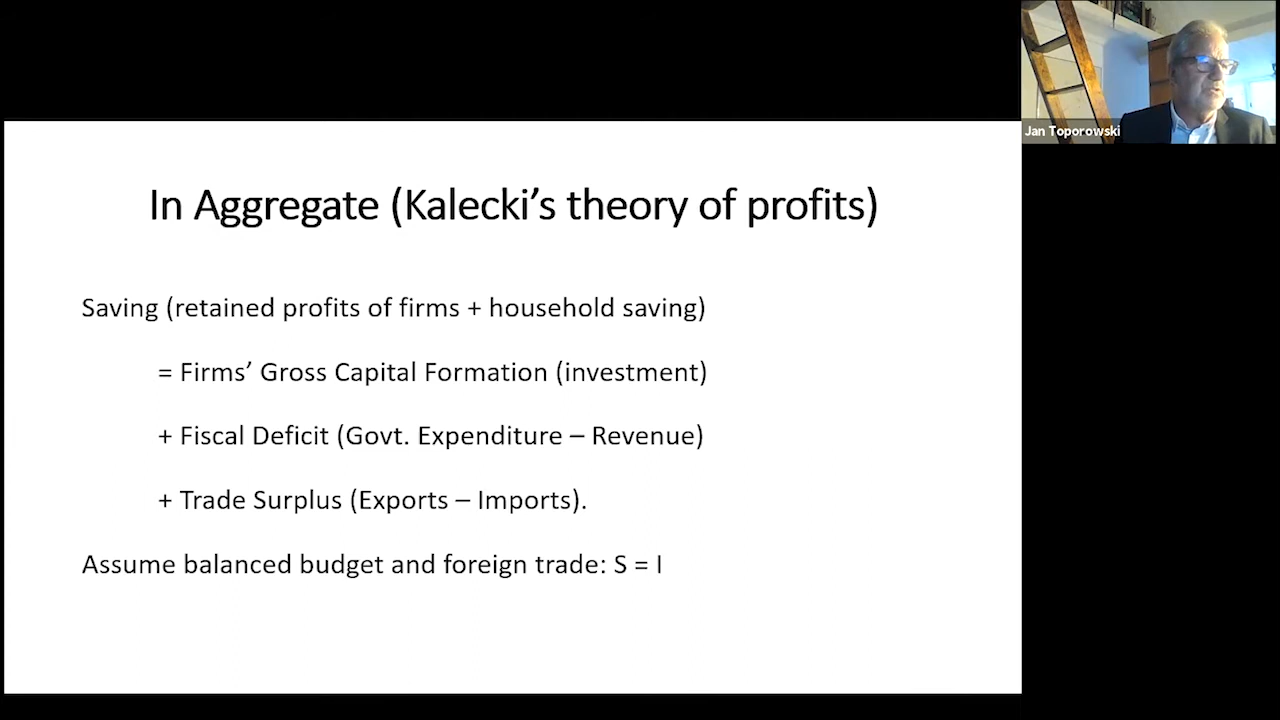 In Aggregate (Kalecki’s theory of profits)
Saving (retained profits of firms + household saving)
= Firms’ Gross Capital Formation (investment)
+ Fiscal Deficit (Govt. Expenditure – Revenue)
+ Trade Surplus (Exports – Imports).
Assume balanced budget and foreign trade: S = I
Jan Toporowski